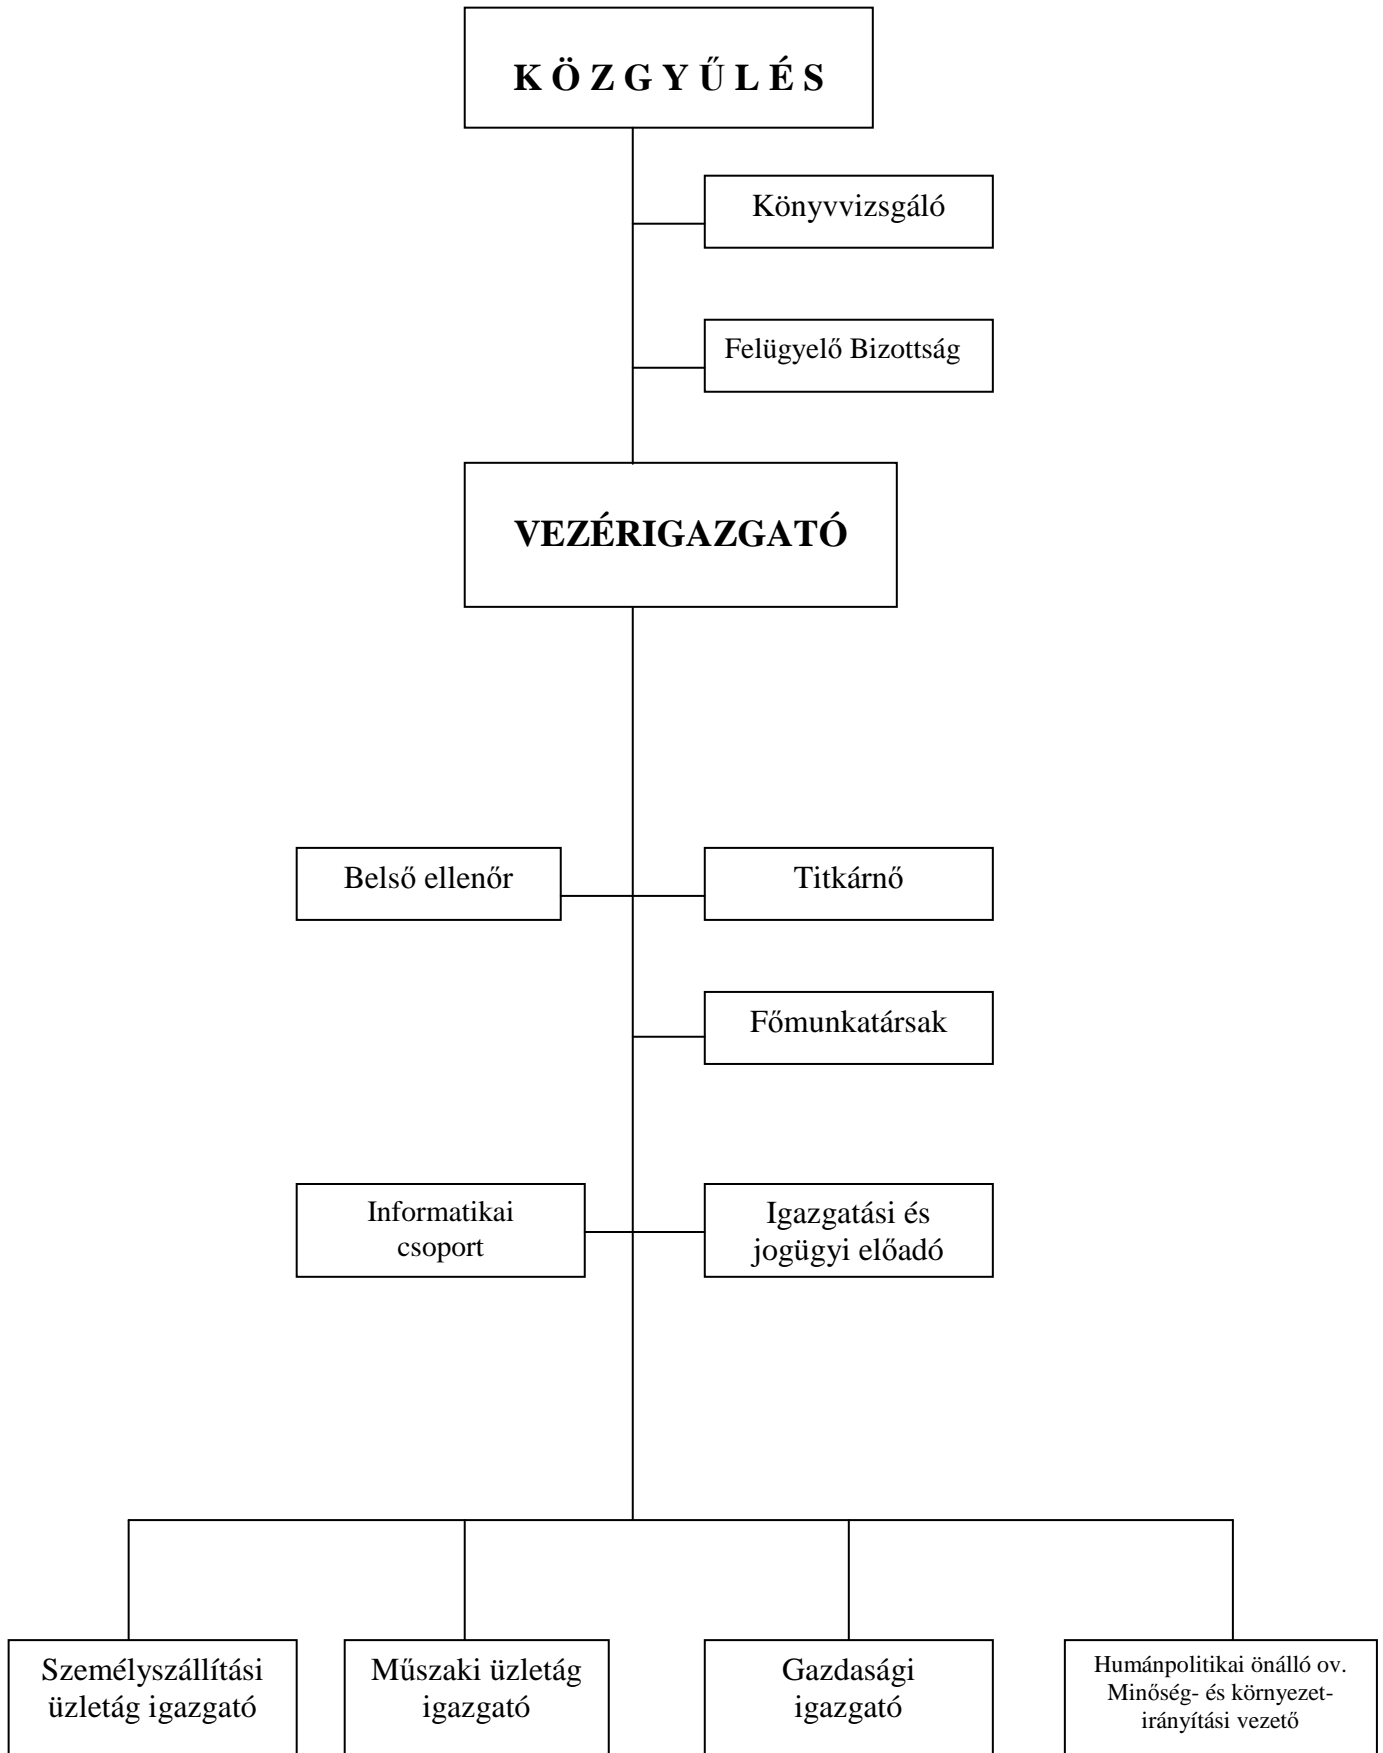 K Ö Z G Y Ű L É S
Könyvvizsgáló
Felügyelő Bizottság
VEZÉRIGAZGATÓ
Belső ellenőr
Titkárnő
Főmunkatársak
Informatikai
csoport
Igazgatási és
jogügyi előadó
Személyszállítási
üzletág igazgató
Műszaki üzletág
igazgató
Gazdasági
igazgató
Humánpolitikai önálló ov.
Minőség- és környezet-
irányítási vezető